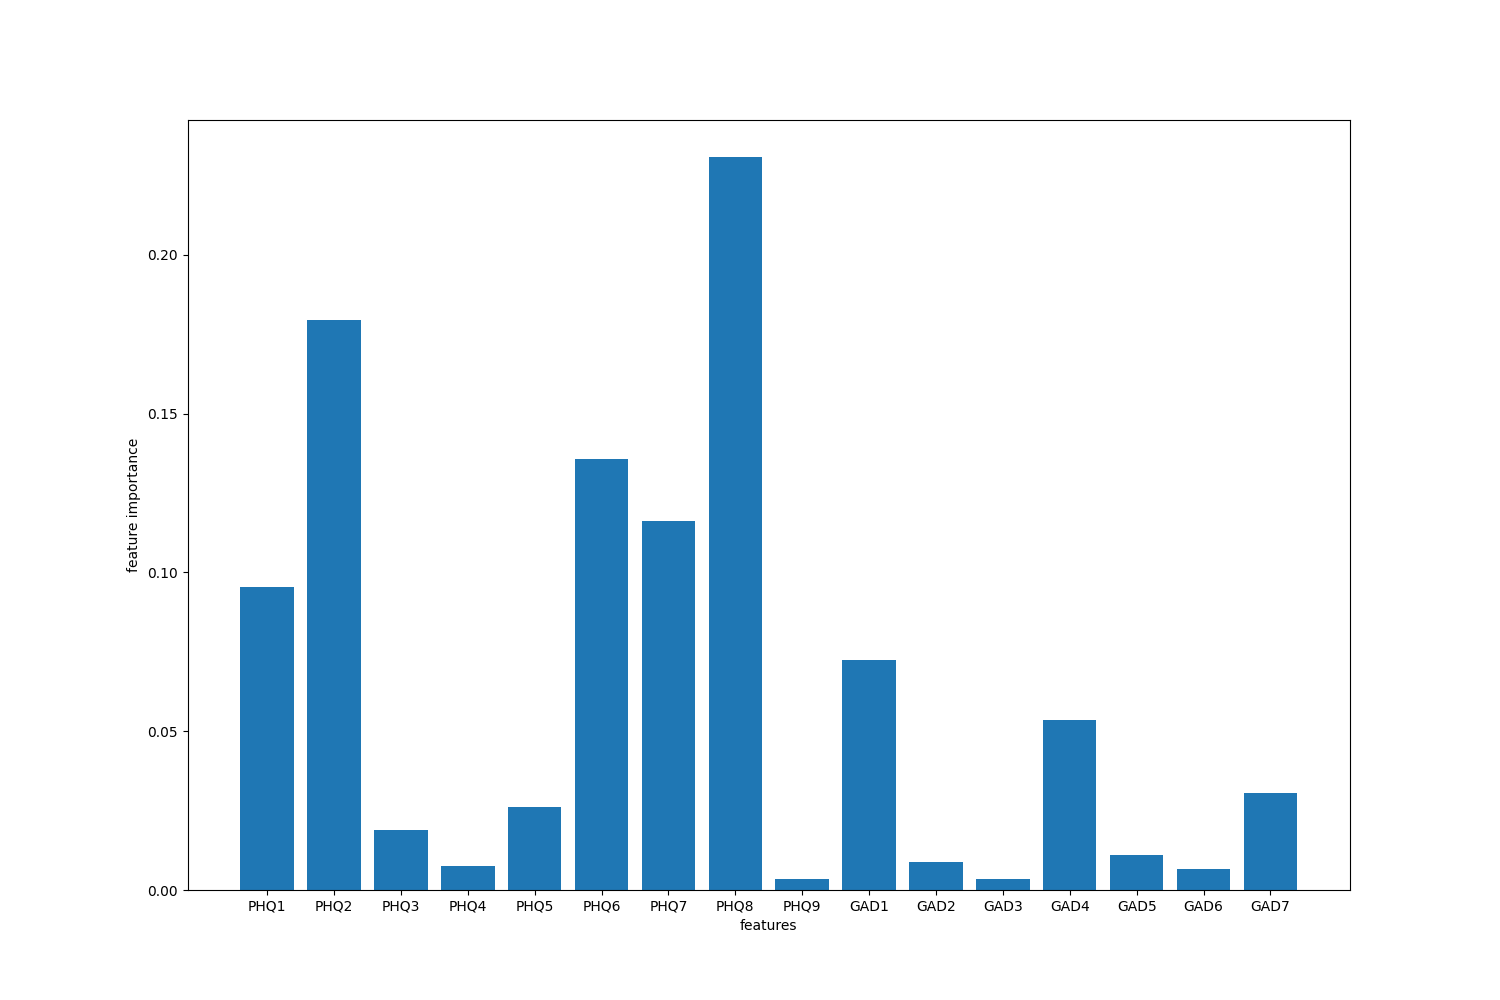 0.20
0.15
0.10
0.05
0.00
feature importance
PHQ1 PHQ2 PHQ3 PHQ4 PHQ5 PHQ6 PHQ7 PHQ8 PHQ9 GAD1 GAD2 GAD3 GAD4 GAD5 GAD6 GAD7
features